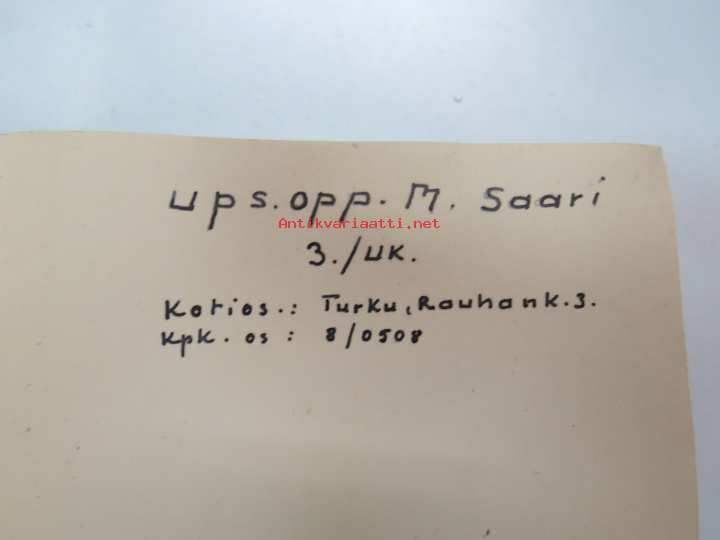 ups.opp. M. Saari
Antikvariaatti.net
3./UK.
Kotios.: Turku, Rauhank.3.
Kpk. os : 8/0508